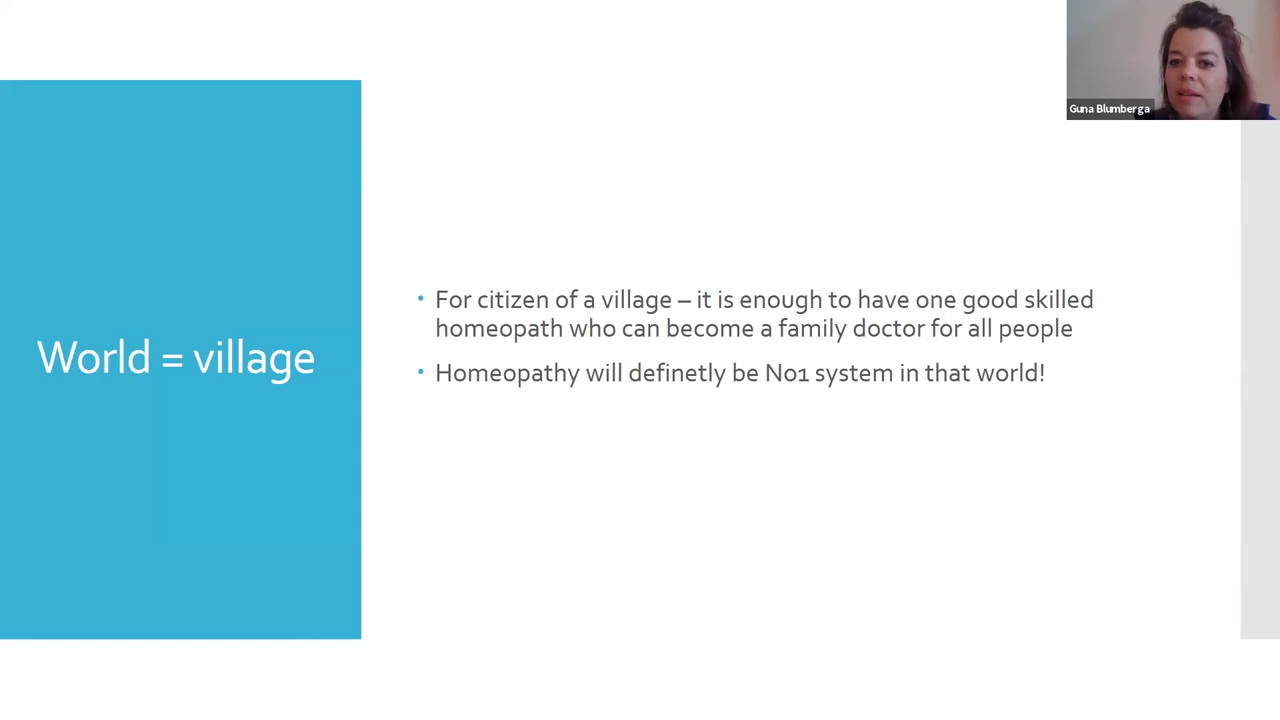 Guna Blumberga
World = village
• For citizen of a village – it is enough to have one good skilled
homeopath who can become a family doctor for all people
• Homeopathy will definetly be No1 system in that world!